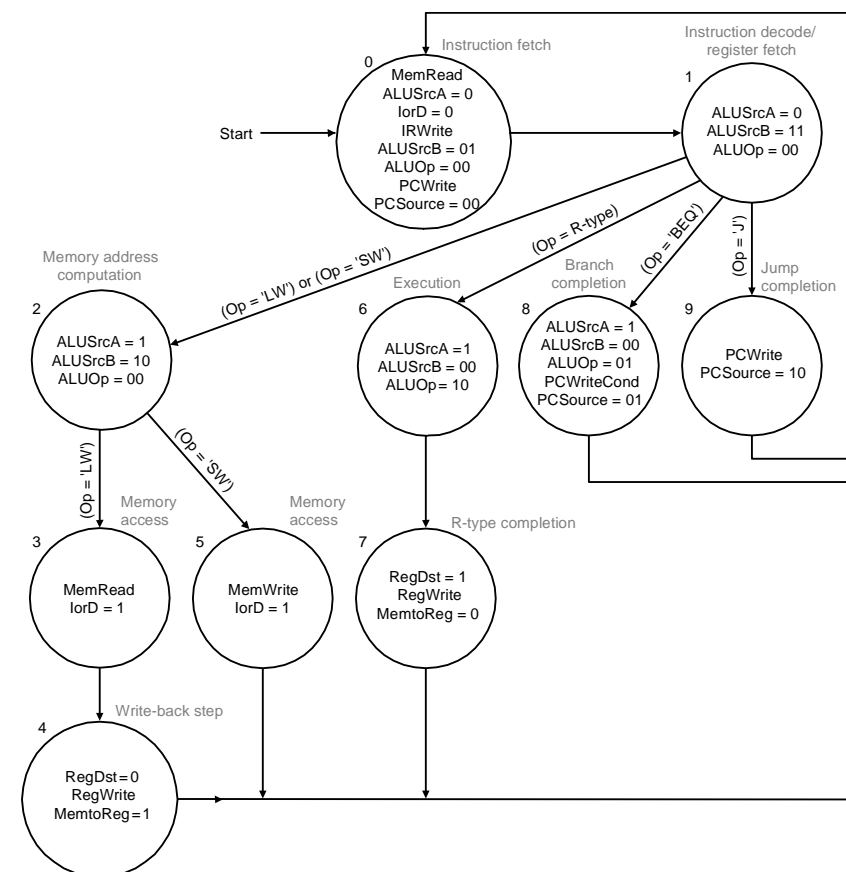 Instruction fetch
Instruction decode/
register fetch
0
MemRead
ALUSrcA = 0
IorD = 0
IRWrite
ALUSrcB = 01
ALUOp = 00
PCWrite
PCSource = 00
Start
1
ALUSrcA = 0
ALUSrcB = 11
ALUOp = 00
(Op = 'LW') or (Op = 'SW')
(Op = R-type)
(Op = 'BEQ')
(Op = 'J')
Memory address
computation
2
ALUSrcA = 1
ALUSrcB = 10
ALUOp = 00
Execution
6
ALUSrcA =1
ALUSrcB = 00
ALUOp= 10
Branch
completion
8
ALUSrcA = 1
ALUSrcB = 00
ALUOp = 01
PCWriteCond
PCSource = 01
Jump
completion
9
PCWrite
PCSource = 10
(Op = 'LW')
(Op = 'SW')
Memory
access
3
MemRead
IorD = 1
Memory
access
5
MemWrite
IorD = 1
R-type completion
7
RegDst = 1
RegWrite
MemtoReg = 0
Write-back step
4
RegDst=0
RegWrite
MemtoReg=1